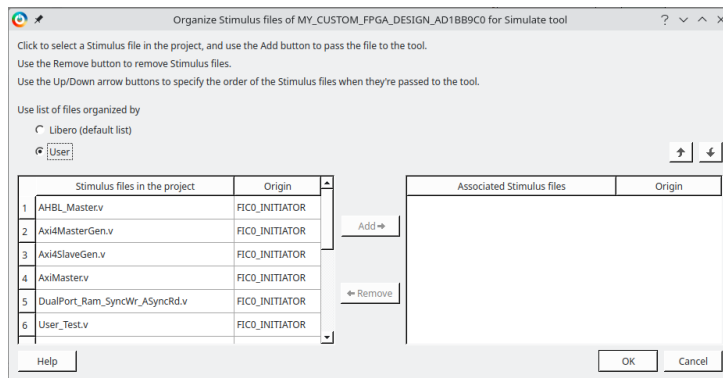 Organize Stimulus files of MY_CUSTOM_FPGA_DESIGN_AD1BB9C0 for Simulate tool
Click to select a Stimulus file in the project, and use the Add button to pass the file to the tool.
Use the Remove button to remove Stimulus files.
Use the Up/Down arrow buttons to specify the order of the Stimulus files when they're passed to the tool.
Use list of files organized by
Libero (default list)
User
Stimulus files in the project Origin
1 AHBL_Master.v FIC0_INITIATOR
2 Axi4MasterGen.v FIC0_INITIATOR
3 Axi4SlaveGen.v FIC0_INITIATOR
4 AxiMaster.v FIC0_INITIATOR
5 DualPort_Ram_SyncWr_ASyncRd.v FIC0_INITIATOR
6 User_Test.v FIC0_INITIATOR
Add
Remove
Associated Stimulus files Origin
Help OK Cancel